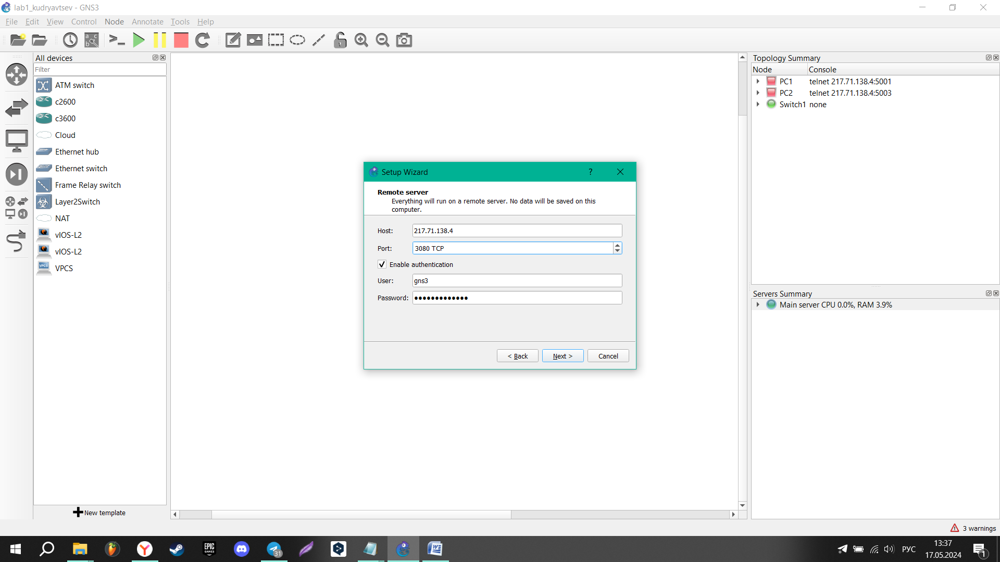 lab1_kudryavtsev - GNS3
File Edit View Control Node Annotate Tools Help
All devices
Filter
ATM switch
c2600
c3600
Cloud
Ethernet hub
Ethernet switch
Frame Relay switch
Layer2Switch
NAT
vIOS-L2
vIOS-L2
VPCS
VPCS
New template
Setup Wizard
Remote server
Everything will run on a remote server. No data will be saved on this
computer.
Host: 217.71.138.4
Port: 3080 TCP
Enable authentication
User: gns3
Password: ●●●●●●●●●●●●●
< Back Next > Cancel
Topology Summary
Node Console
PC1 telnet 217.71.138.4:5001
PC2 telnet 217.71.138.4:5003
Switch1 none
Servers Summary
Main server CPU 0.0%, RAM 3.9%
3 warnings
EPIC
GAMES
31
РУС
13:37
17.05.2024
1